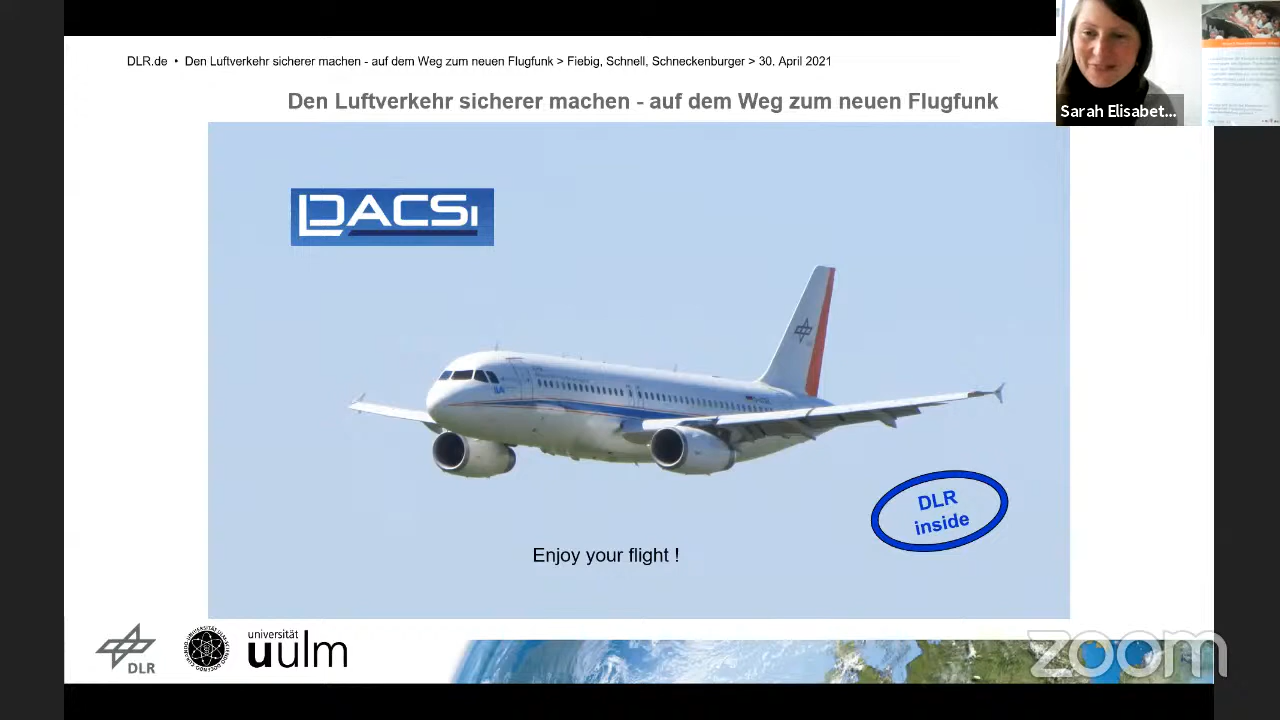 DLR.de • Den Luftverkehr sicherer machen - auf dem Weg zum neuen Flugfunk > Fiebig, Schnell, Schneckenburger > 30. April 2021
Sarah Elisabet...
Den Luftverkehr sicherer machen - auf dem Weg zum neuen Flugfunk
LDACSi
DLR
inside
Enjoy your flight !
DLR
universität
uulm
zoom